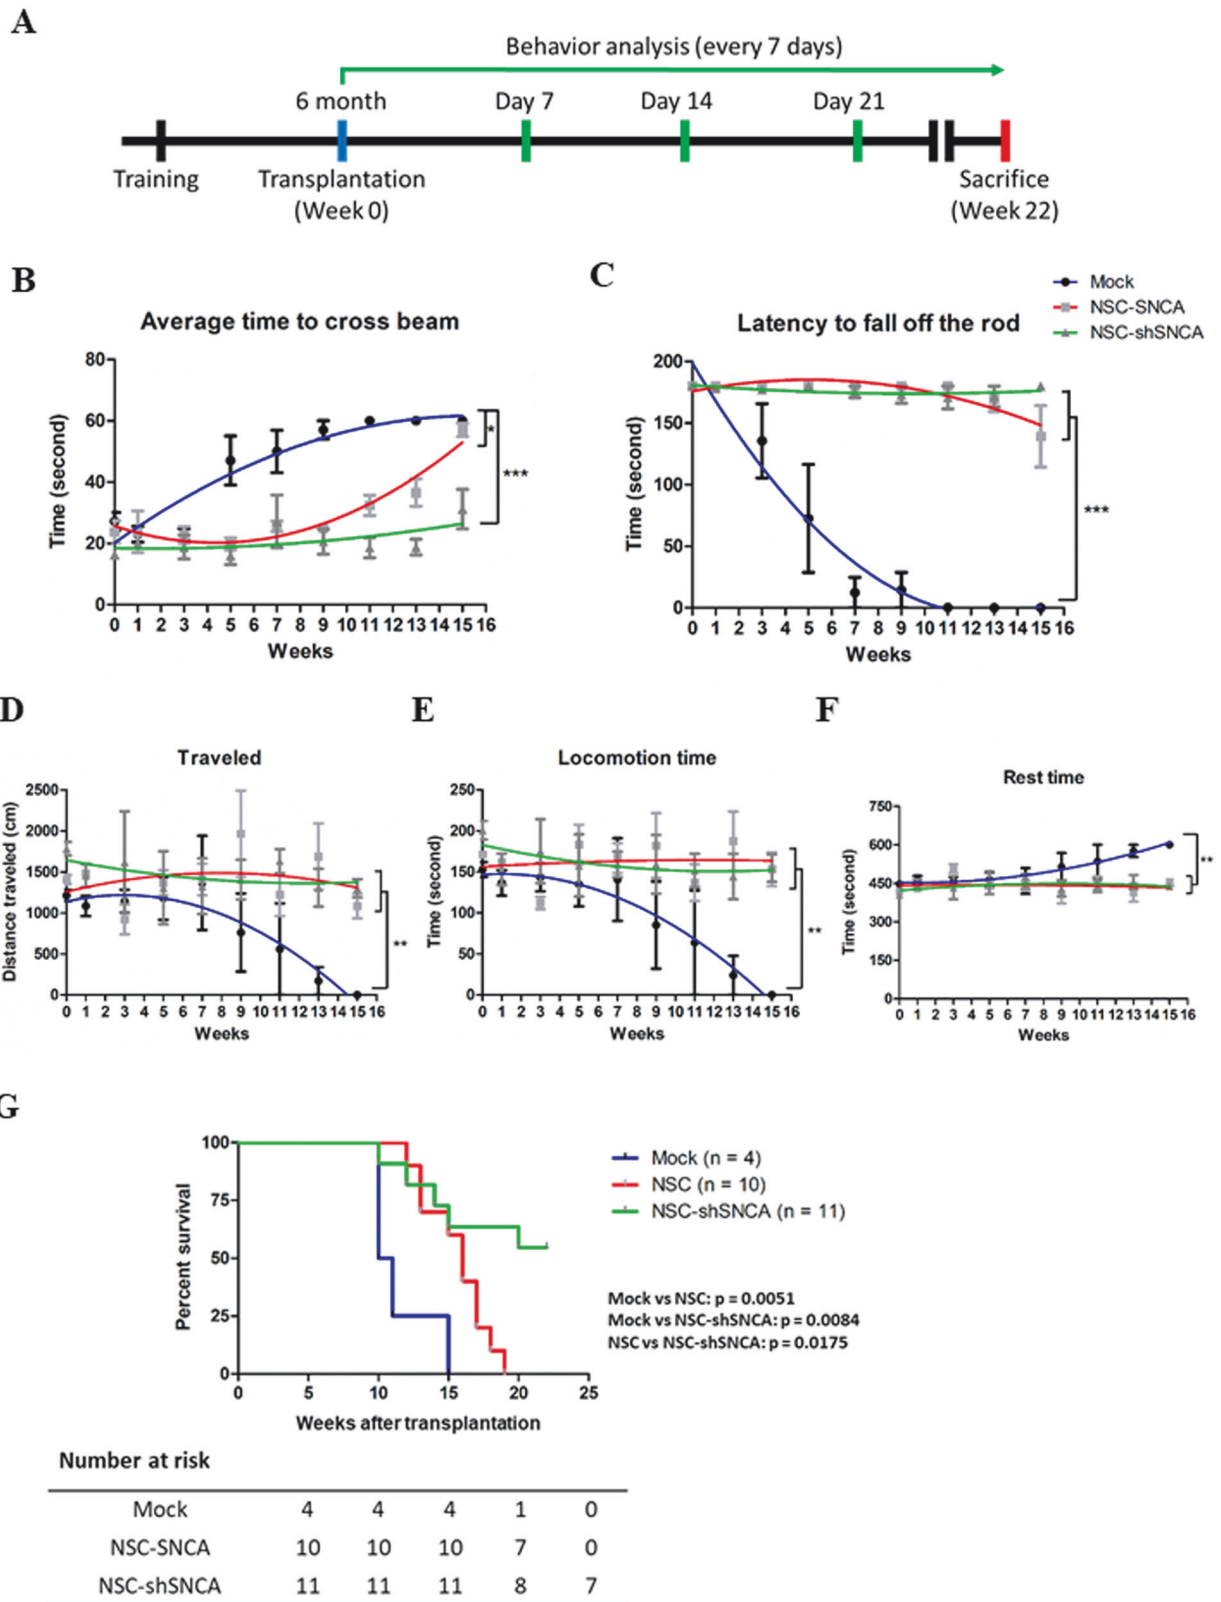 A
Behavior analysis (every 7 days)
6 month Day 7 Day 14 Day 21
Training Transplantation Sacrifice
(Week 0) (Week 22)
B
Average time to cross beam
Time (second)
80
60
40
20
0
0 1 2 3 4 5 6 7 8 9 10 11 12 13 14 15 16
Weeks
*
***
C
Latency to fall off the rod
Mock
NSC-SNCA
NSC-shSNCA
Time (second)
200
150
100
50
0
0 1 2 3 4 5 6 7 8 9 10 11 12 13 14 15 16
Weeks
***
D
Traveled
Distance traveled (cm)
2500
2000
1500
1000
500
0
0 1 2 3 4 5 6 7 8 9 10 11 12 13 14 15 16
Weeks
**
E
Locomotion time
Time (second)
250
200
150
100
50
0
0 1 2 3 4 5 6 7 8 9 10 11 12 13 14 15 16
Weeks
**
F
Rest time
Time (second)
750
600
450
300
150
0
0 1 2 3 4 5 6 7 8 9 10 11 12 13 14 15 16
Weeks
**
G
Percent survival
100
75
50
25
0
0 5 10 15 20 25
Weeks after transplantation
Mock (n = 4)
NSC (n = 10)
NSC-shSNCA (n = 11)
Mock vs NSC: p = 0.0051
Mock vs NSC-shSNCA: p = 0.0084
NSC vs NSC-shSNCA: p = 0.0175
Number at risk
Mock 4 4 4 1 0
NSC-SNCA 10 10 10 7 0
NSC-shSNCA 11 11 11 8 7